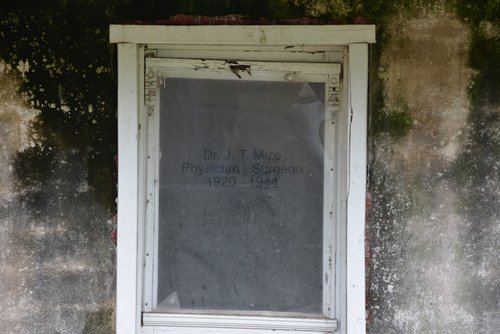 Dr. J. T. Mize
Physician - Surgeon
1920 - 1944